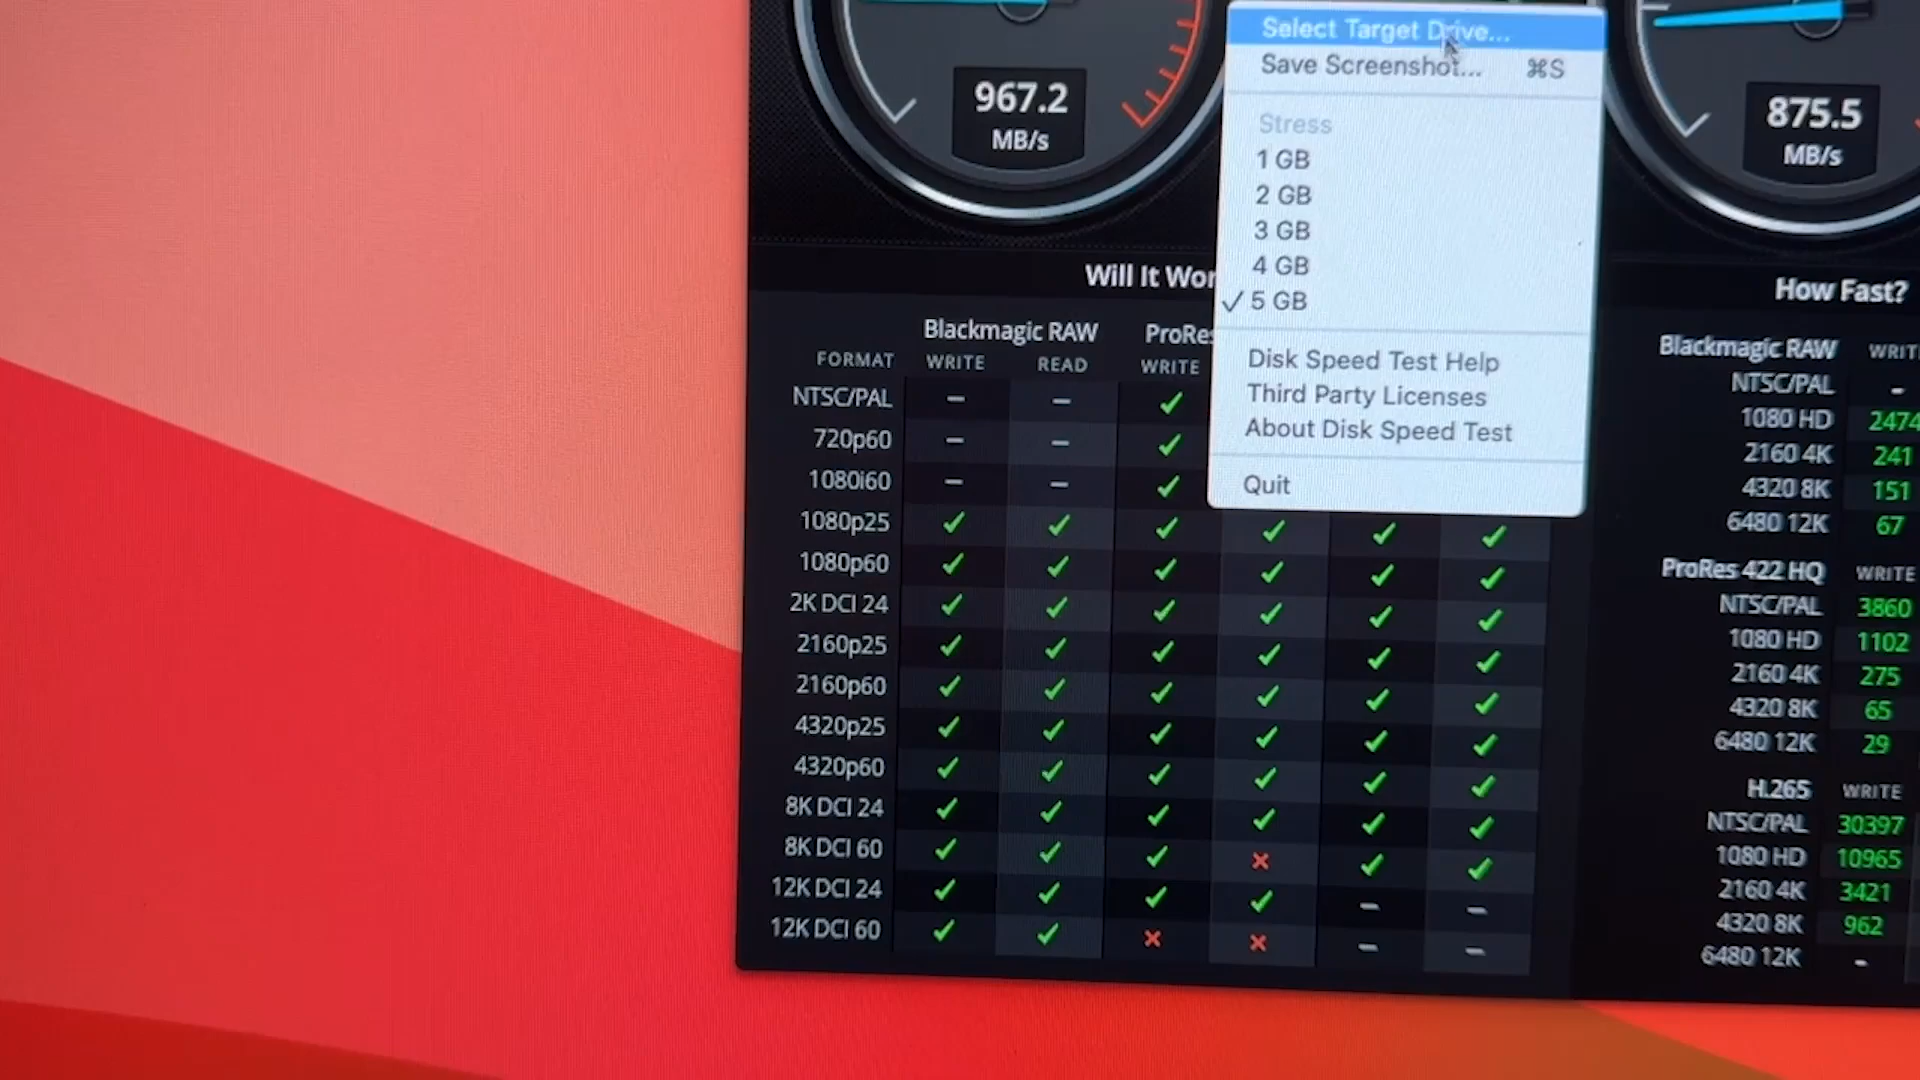 967.2
MB/s
Select Target Drive...
Save Screenshot... ⌘S
Stress
1 GB
2 GB
3 GB
4 GB
✓ 5 GB
Disk Speed Test Help
Third Party Licenses
About Disk Speed Test
Quit
875.5
MB/s
Will It Wor
Blackmagic RAW ProRes
FORMAT WRITE READ WRITE
NTSC/PAL – – ✓
720p60 – – ✓
1080i60 – – ✓
1080p25 ✓ ✓ ✓ ✓ ✓ ✓
1080p60 ✓ ✓ ✓ ✓ ✓ ✓
2K DCI 24 ✓ ✓ ✓ ✓ ✓ ✓
2160p25 ✓ ✓ ✓ ✓ ✓ ✓
2160p60 ✓ ✓ ✓ ✓ ✓ ✓
4320p25 ✓ ✓ ✓ ✓ ✓ ✓
4320p60 ✓ ✓ ✓ ✓ ✓ ✓
8K DCI 24 ✓ ✓ ✓ ✓ ✓ ✓
8K DCI 60 ✓ ✓ ✓ ✗ ✓ ✓
12K DCI 24 ✓ ✓ ✓ ✓ – –
12K DCI 60 ✓ ✓ ✗ ✗ – –
How Fast?
Blackmagic RAW WRIT
NTSC/PAL –
1080 HD 2474
2160 4K 241
4320 8K 151
6480 12K 67
ProRes 422 HQ WRITE
NTSC/PAL 3860
1080 HD 1102
2160 4K 275
4320 8K 65
6480 12K 29
H.265 WRITE
NTSC/PAL 30397
1080 HD 10965
2160 4K 3421
4320 8K 962
6480 12K –